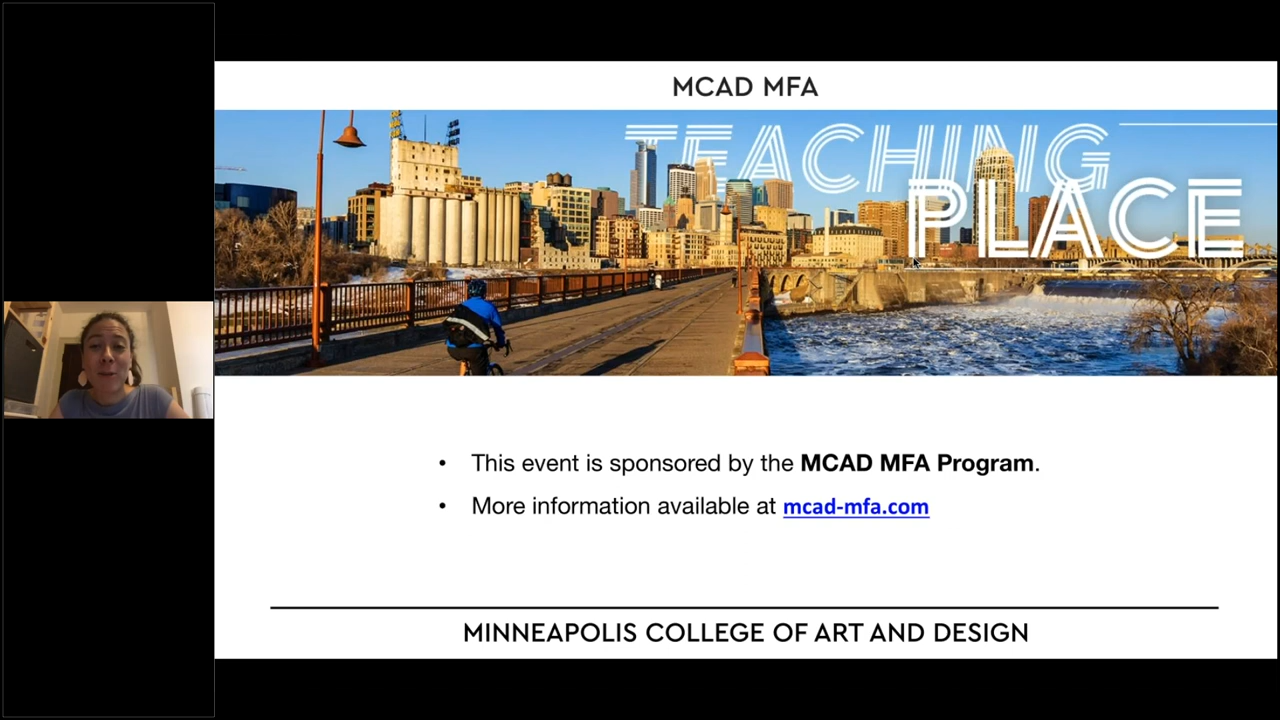 MCAD MFA
TEACHING
PLACE
• This event is sponsored by the MCAD MFA Program.
• More information available at mcad-mfa.com
MINNEAPOLIS COLLEGE OF ART AND DESIGN